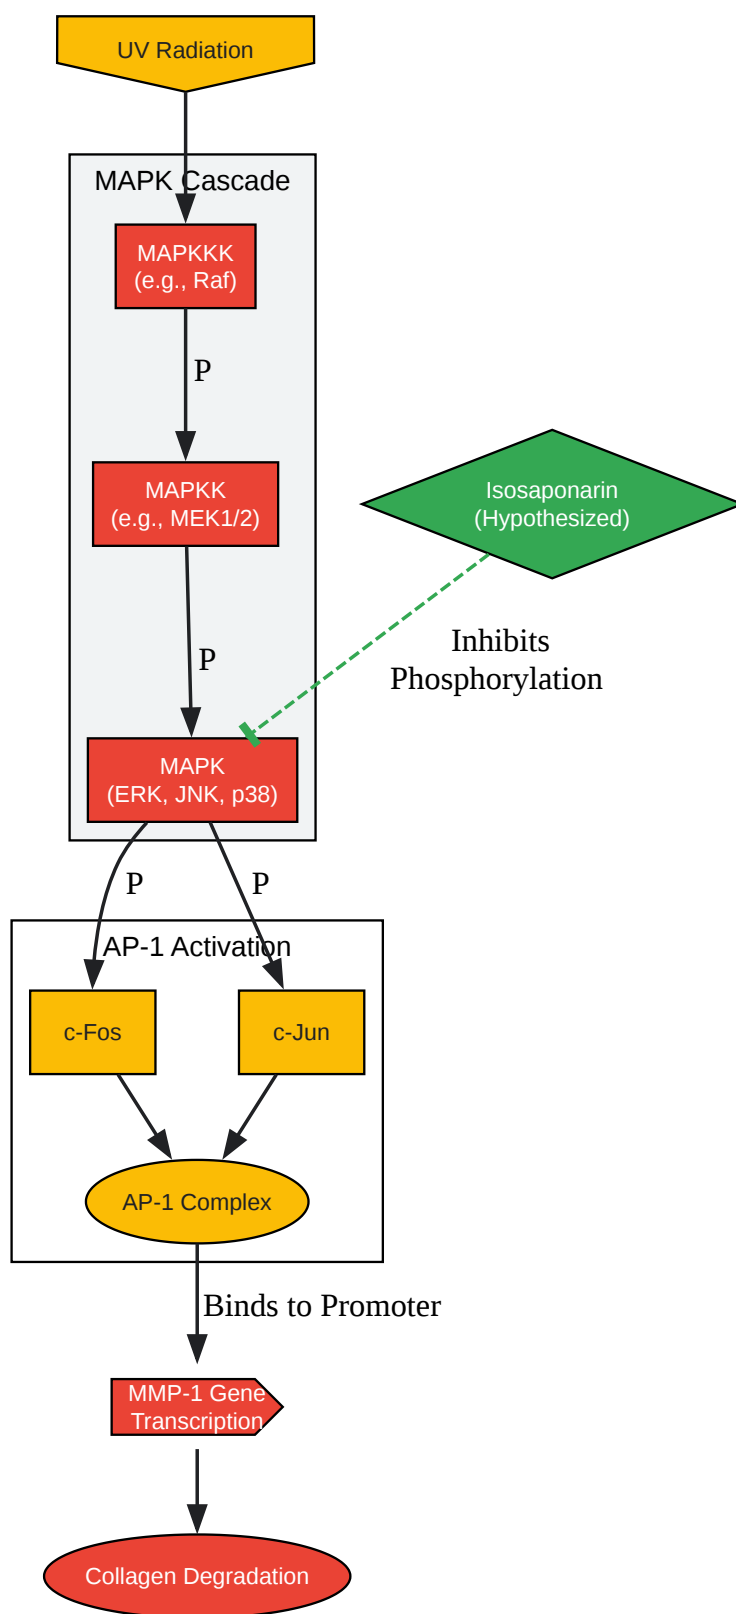 UV Radiation
MAPK Cascade
MAPKKK
(e.g., Raf)
P
MAPKK
(e.g., MEK1/2)
Isosaponarin
(Hypothesized)
Inhibits
Phosphorylation
P
MAPK
(ERK, JNK, p38)
P
P
AP-1 Activation
c-Fos
c-Jun
AP-1 Complex
Binds to Promoter
MMP-1 Gene
Transcription
Collagen Degradation